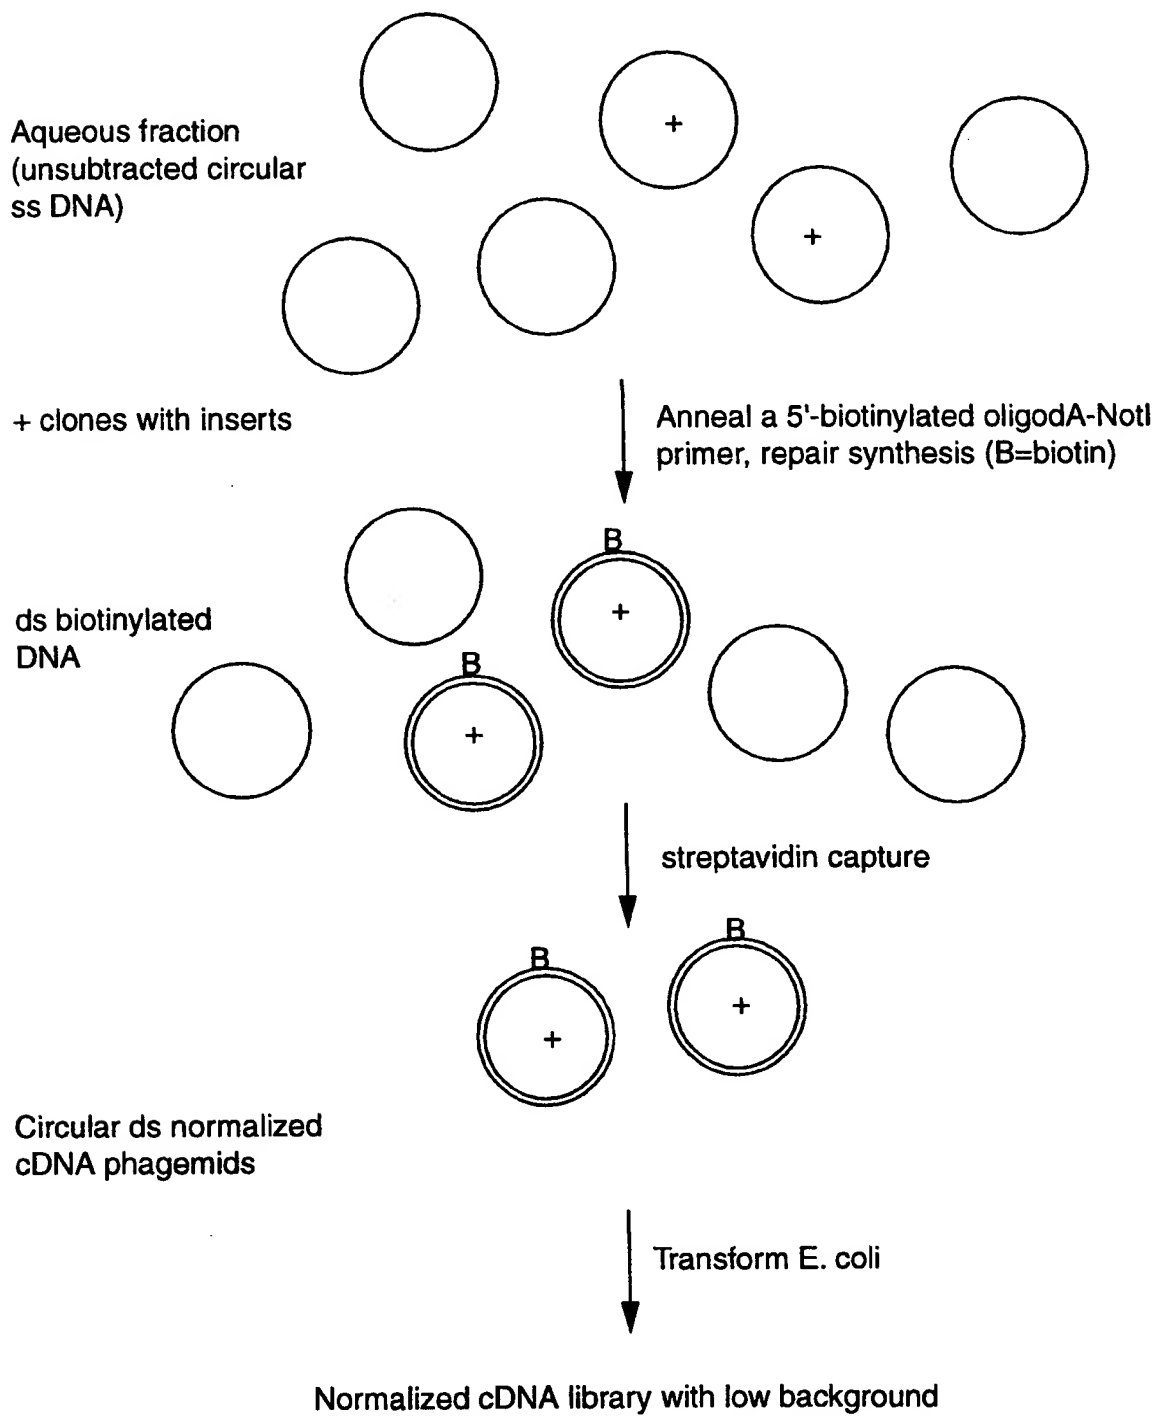 +
+
Aqueous fraction
(unsubtracted circular
ss DNA)
+ clones with inserts
Anneal a 5'-biotinylated oligodA-NotI
primer, repair synthesis (B=biotin)
B
+
ds biotinylated
DNA
B
+
streptavidin capture
B
+
B
+
Circular ds normalized
cDNA phagemids
Transform E. coli
Normalized cDNA library with low background